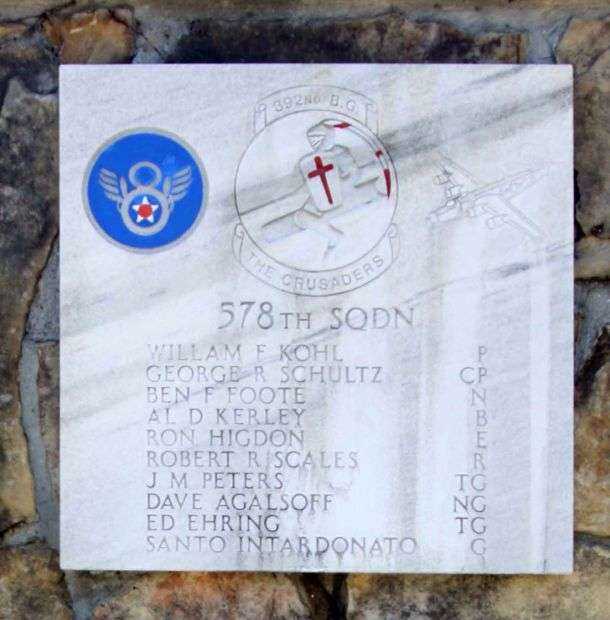 392ND B.G.
THE CRUSADERS
578TH SQDN
WILLAM F KOHL P
GEORGE R SCHULTZ CP
BEN F FOOTE N
AL D KERLEY B
RON HIGDON E
ROBERT R SCALES R
J M PETERS TG
DAVE AGALSOFF NG
ED EHRING TG
SANTO INTARDONATO G